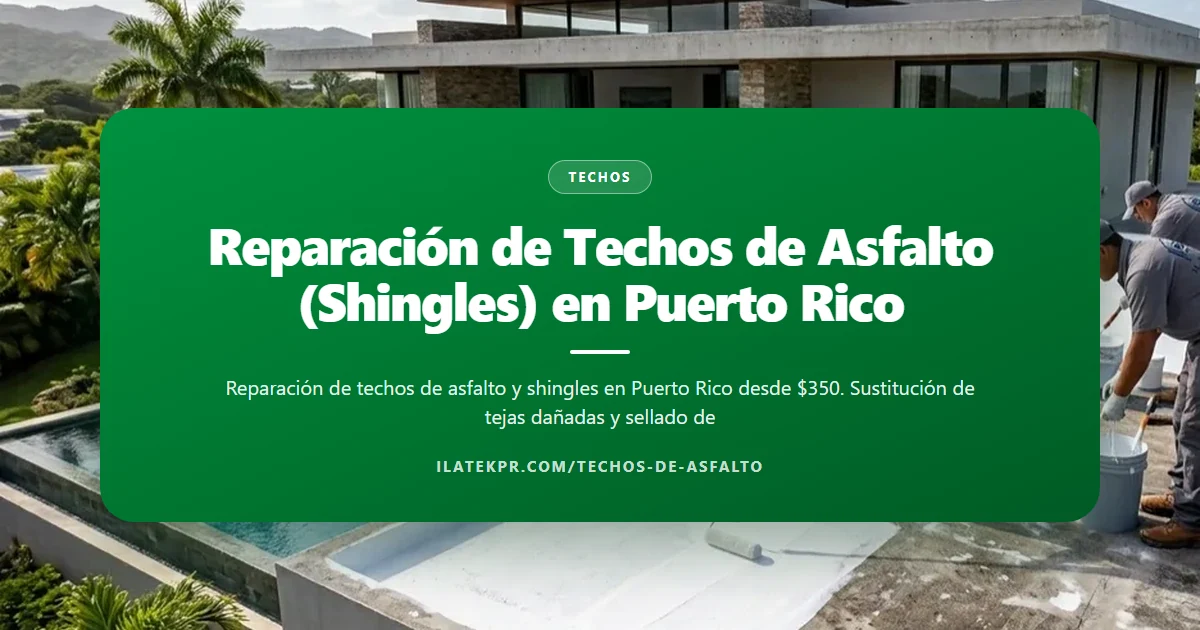 TECHOS
Reparación de Techos de Asfalto
(Shingles) en Puerto Rico
Reparación de techos de asfalto y shingles en Puerto Rico desde $350. Sustitución de
tejas dañadas y sellado de
ILATEKPR.COM/TECHOS-DE-ASFALTO